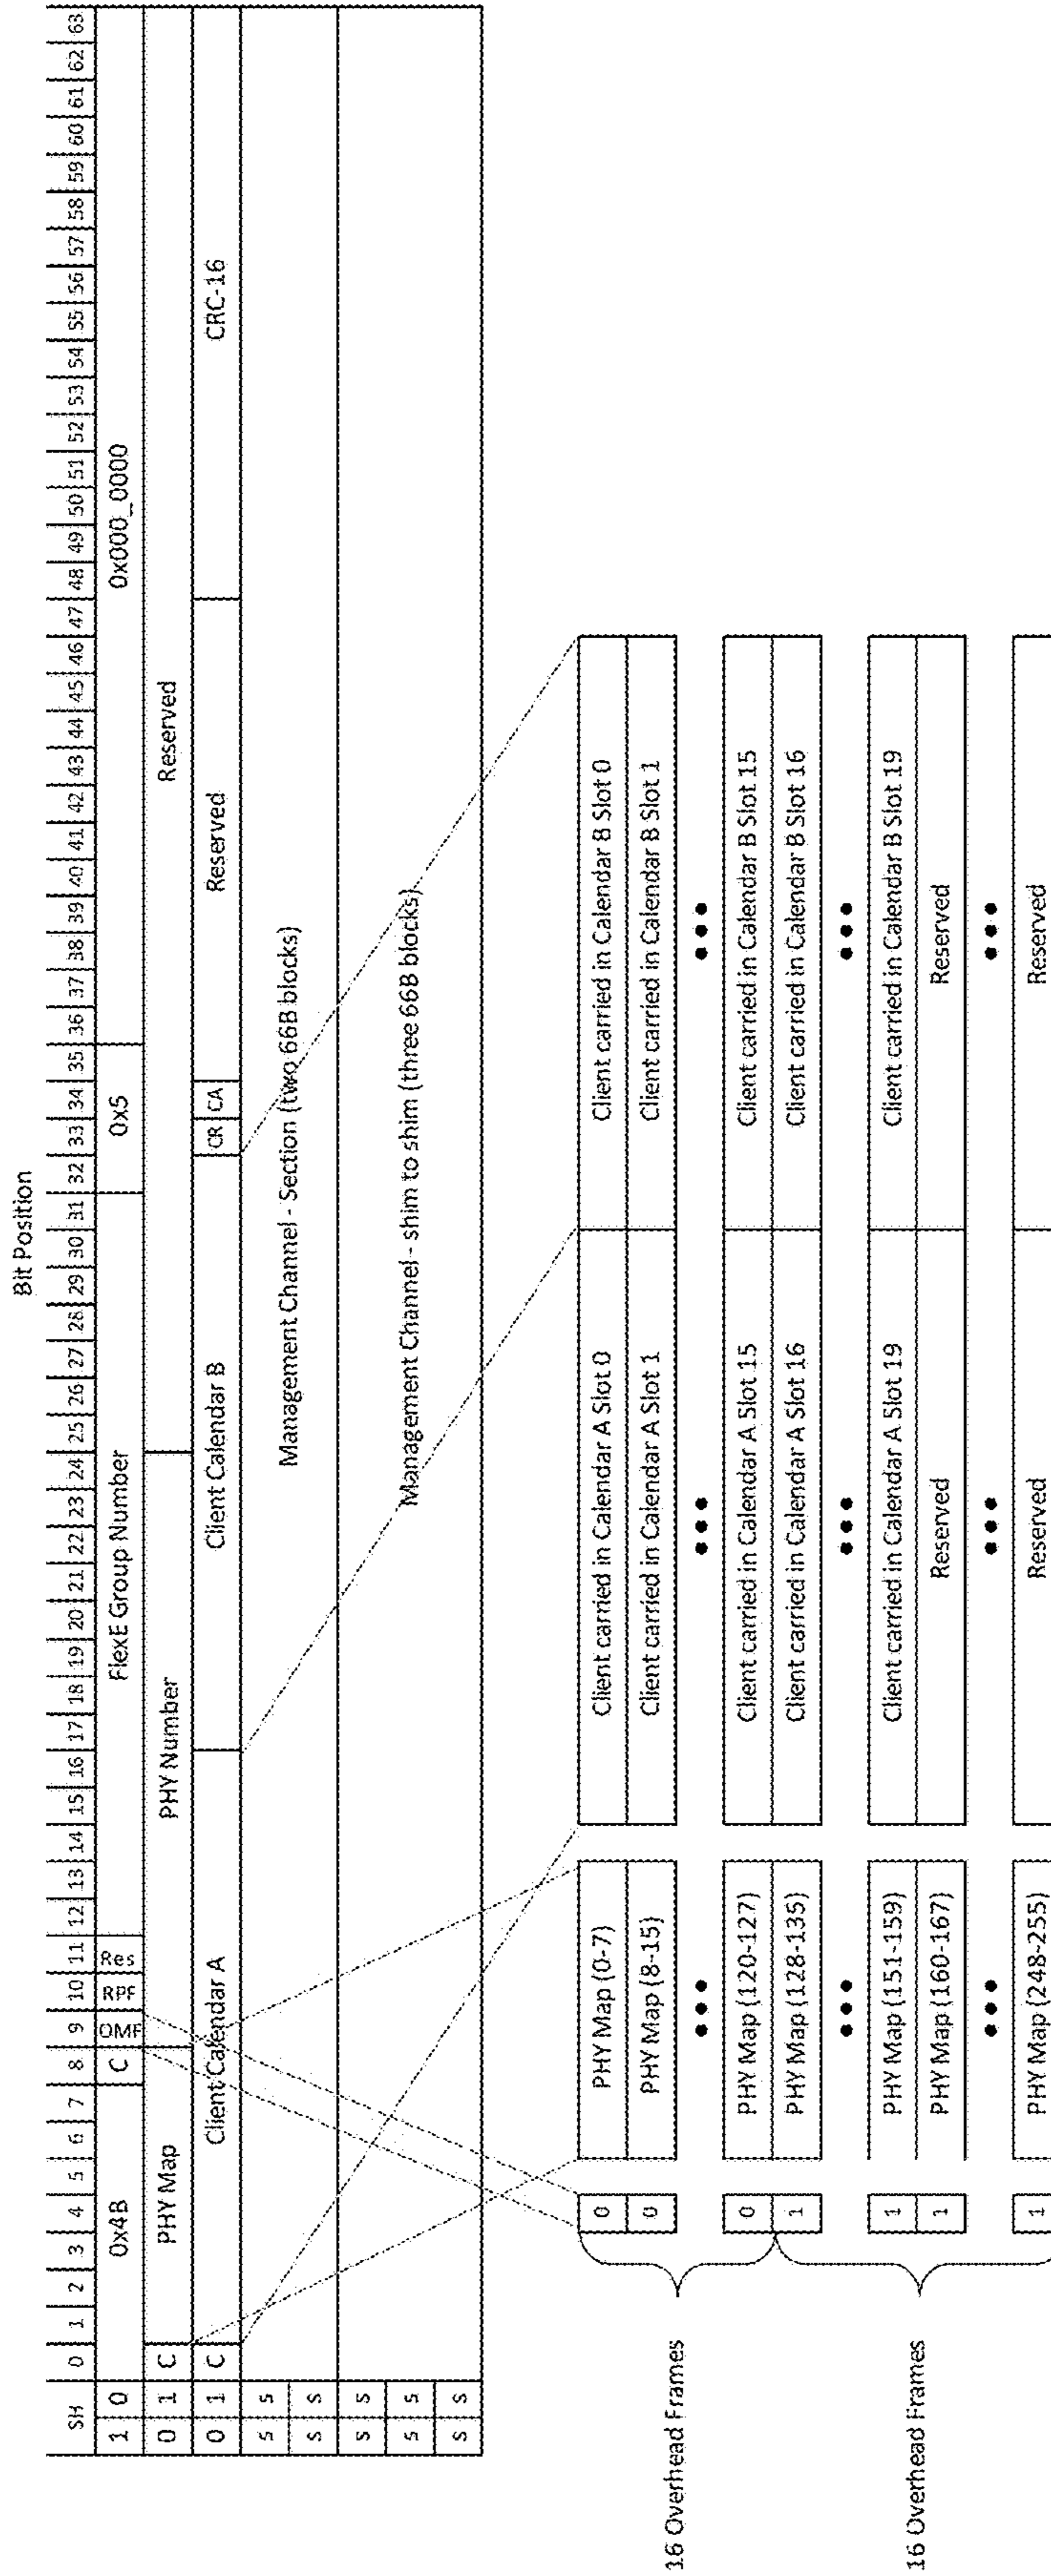 Bit Position
SH 0 1 2 3 4 5 6 7 8 9 10 11 12 13 14 15 16 17 18 19 20 21 22 23 24 25 26 27 28 29 30 31 32 33 34 35 36 37 38 39 40 41 42 43 44 45 46 47 48 49 50 51 52 53 54 55 56 57 58 59 60 61 62 63
1 0 0x4B C OMF RPF Res FlexE Group Number 0x5 0x000_0000
0 1 C PHY Map PHY Number Reserved
0 1 C Client Calendar A Client Calendar B CR CA Reserved CRC-16
s s Management Channel - Section (two 66B blocks)
s s
s s Management Channel - shim to shim (three 66B blocks)
s s
s s
16 Overhead Frames
0 PHY Map (0-7) Client carried in Calendar A Slot 0 Client carried in Calendar B Slot 0
0 PHY Map (8-15) Client carried in Calendar A Slot 1 Client carried in Calendar B Slot 1
0 PHY Map (120-127) Client carried in Calendar A Slot 15 Client carried in Calendar B Slot 15
16 Overhead Frames
1 PHY Map (128-135) Client carried in Calendar A Slot 16 Client carried in Calendar B Slot 16
1 PHY Map (151-159) Client carried in Calendar A Slot 19 Client carried in Calendar B Slot 19
1 PHY Map (160-167) Reserved Reserved
1 PHY Map (248-255) Reserved Reserved